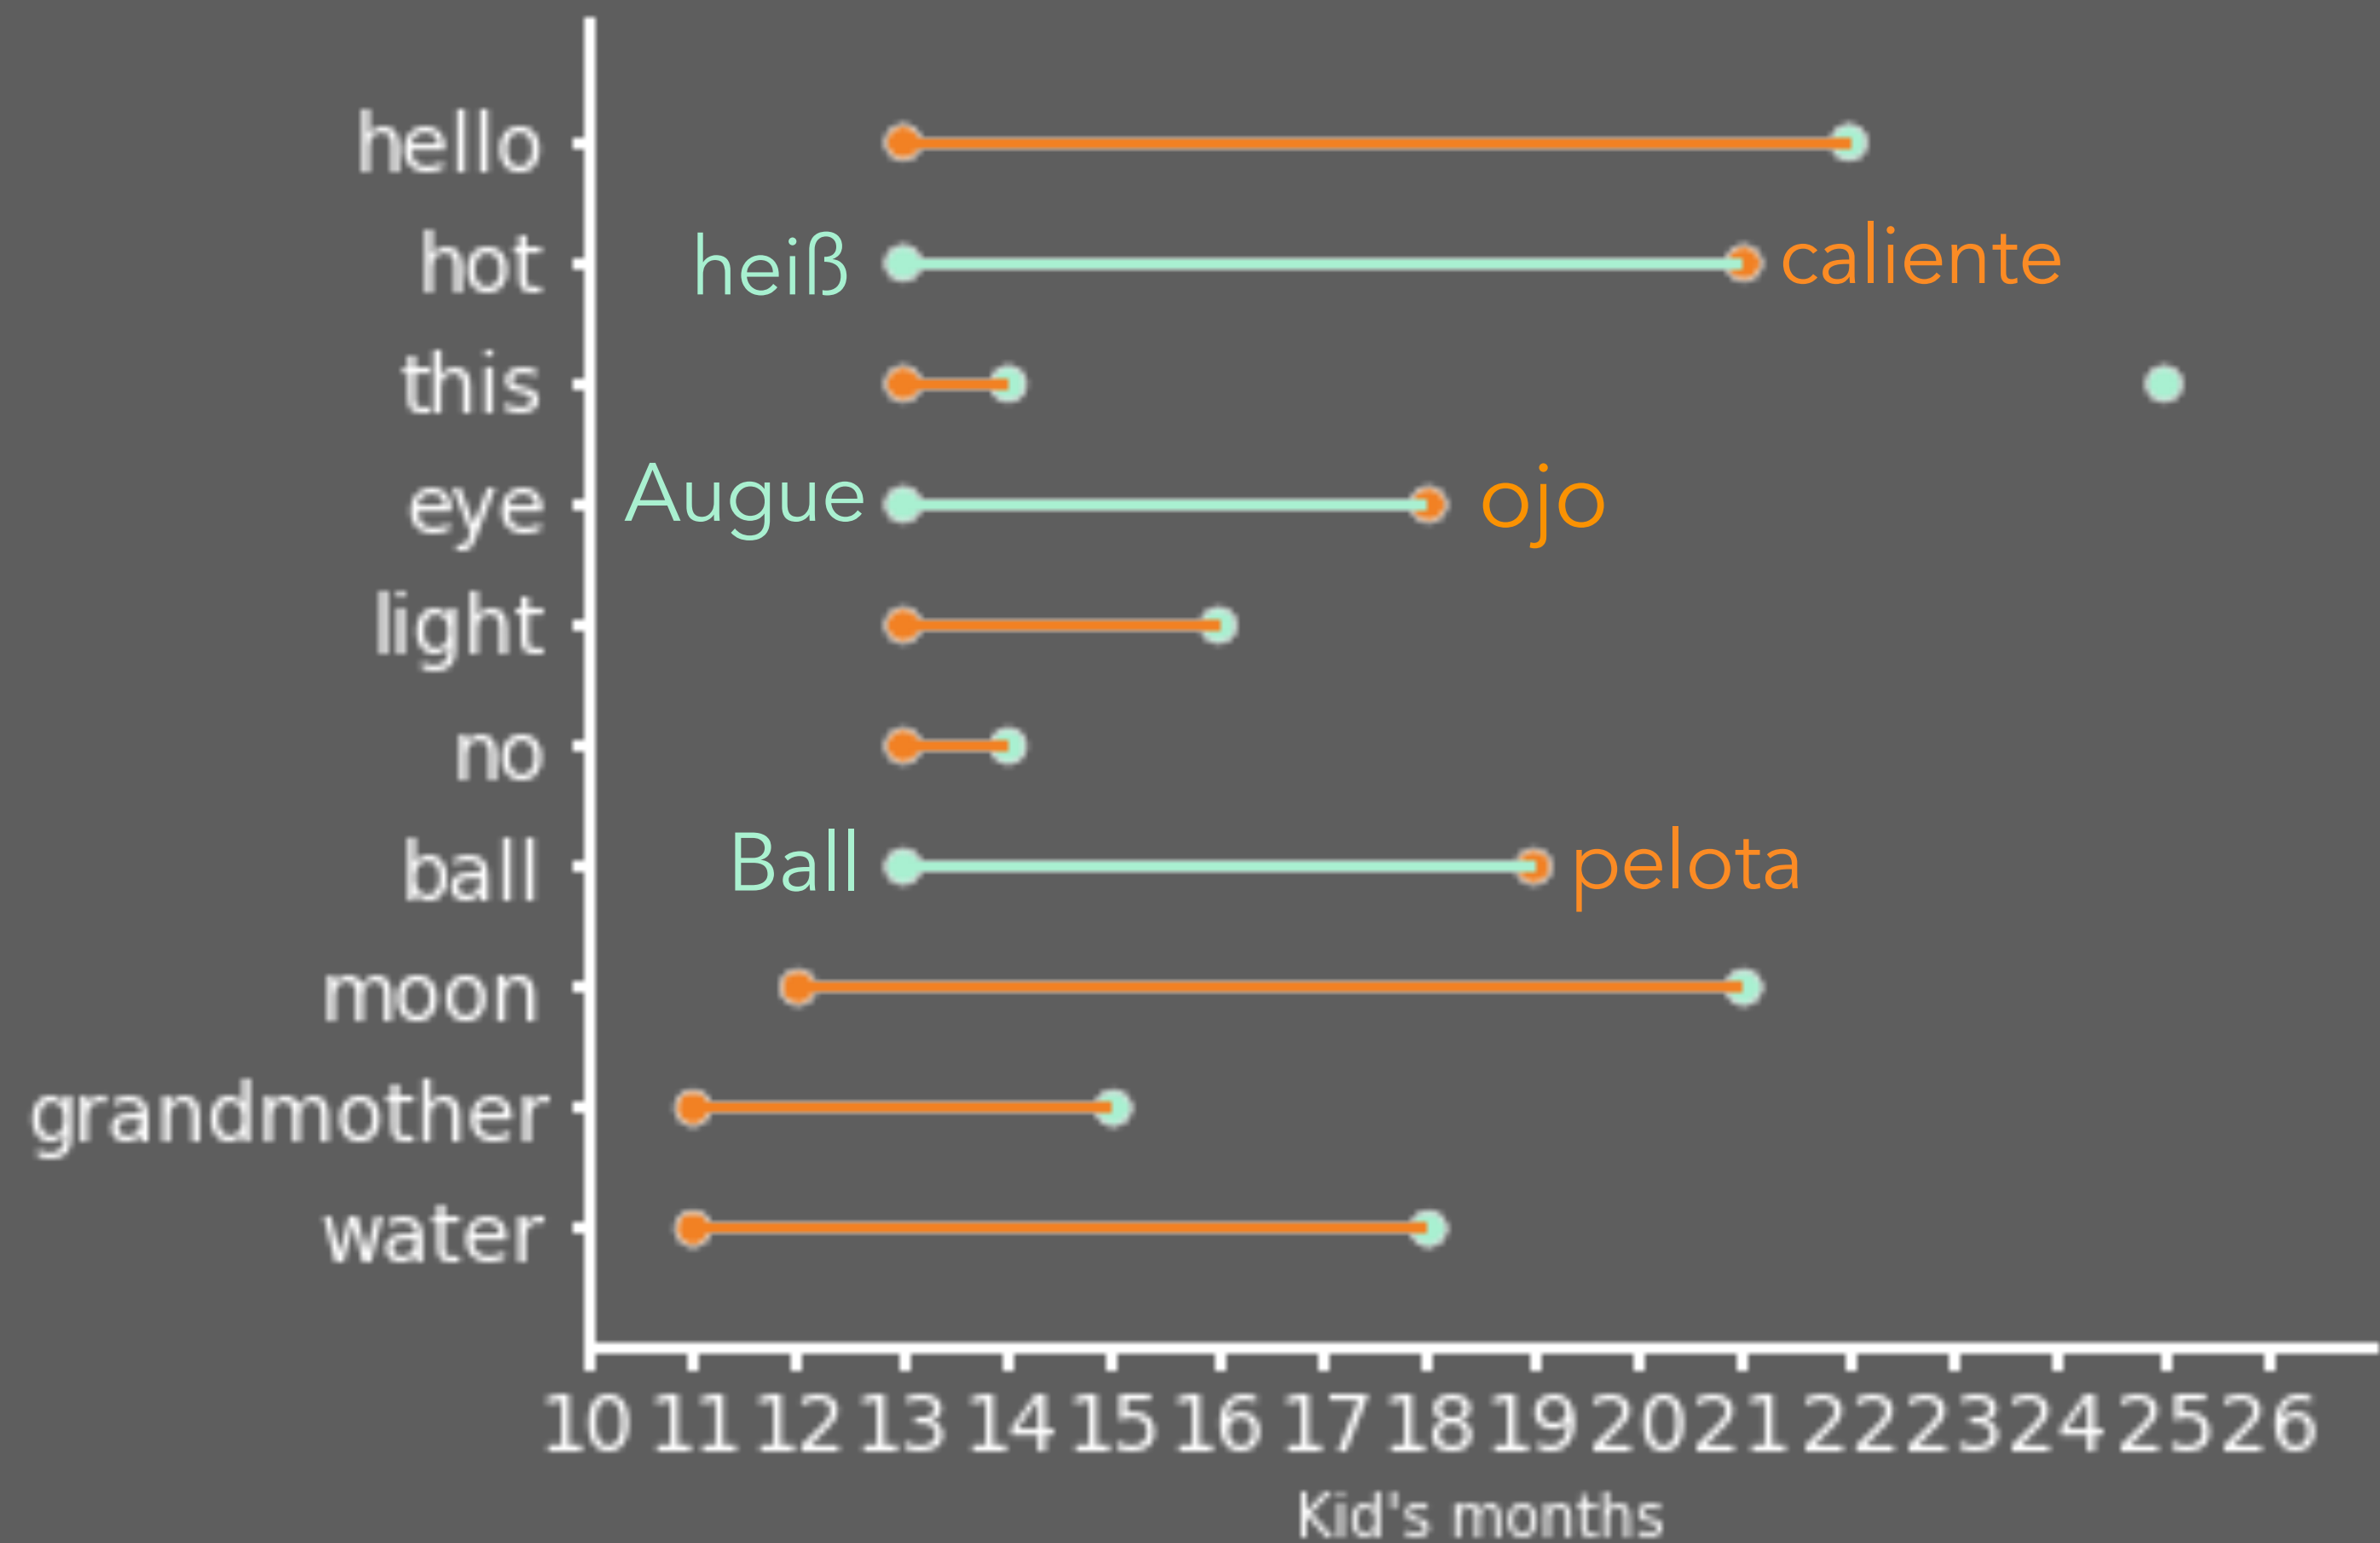 hello
hot heiß caliente
this
eye Augue ojo
light
no
ball Ball pelota
moon
grandmother
water
10 11 12 13 14 15 16 17 18 19 20 21 22 23 24 25 26
Kid's months